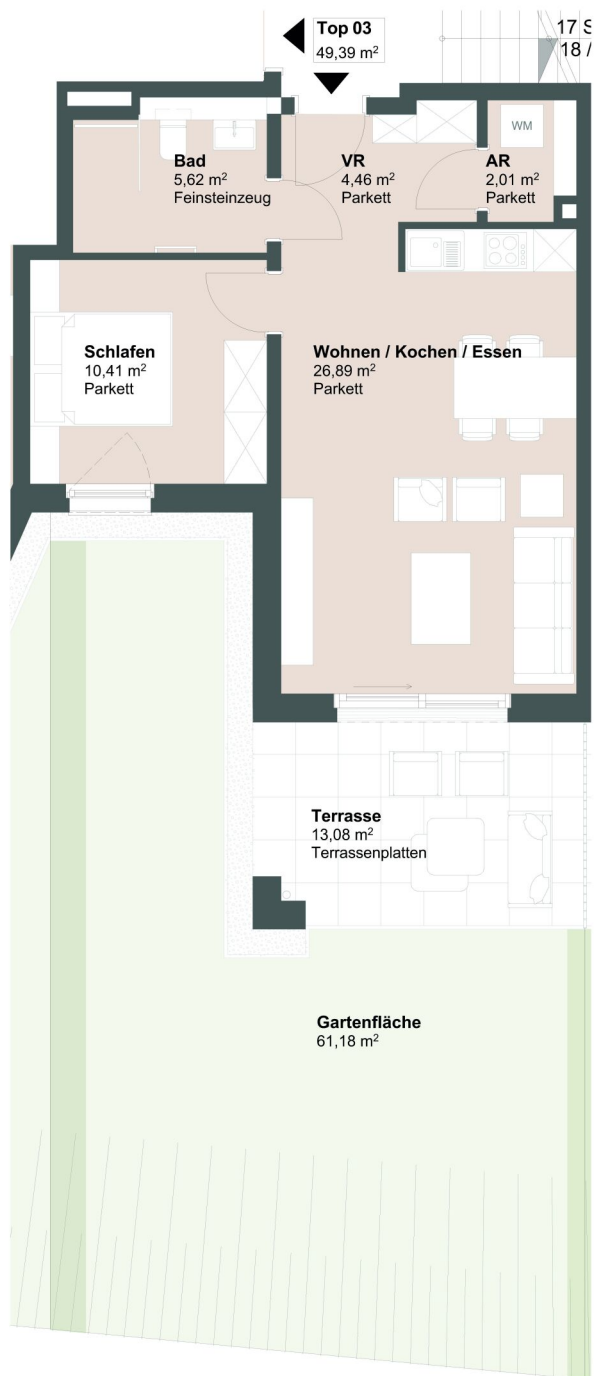 Top 03
49,39 m²
17 S
18 /
Bad
5,62 m²
Feinsteinzeug
VR
4,46 m²
Parkett
AR
2,01 m²
Parkett
WM
Schlafen
10,41 m²
Parkett
Wohnen / Kochen / Essen
26,89 m²
Parkett
Terrasse
13,08 m²
Terrassenplatten
Gartenfläche
61,18 m²